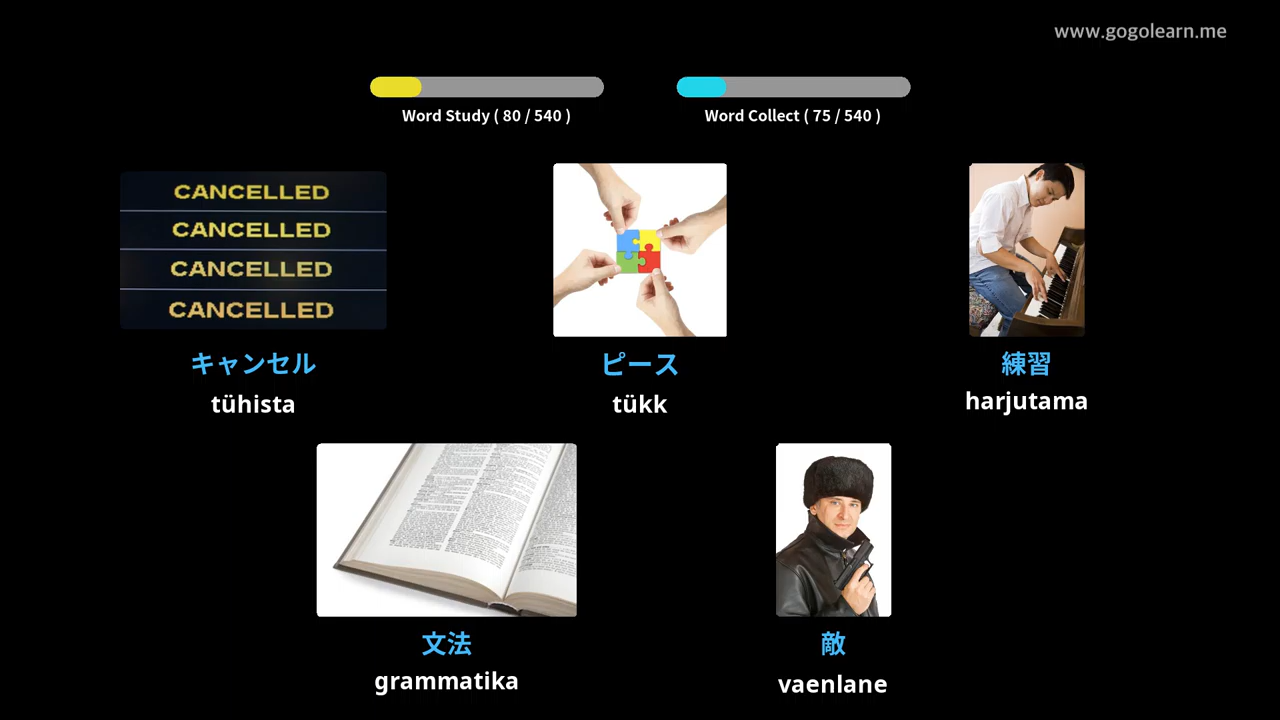 www.gogolearn.me
Word Study ( 80 / 540 )
Word Collect ( 75 / 540 )
CANCELLED
CANCELLED
CANCELLED
CANCELLED
キャンセル
tühista
ピース
tükk
練習
harjutama
文法
grammatika
敵
vaenlane